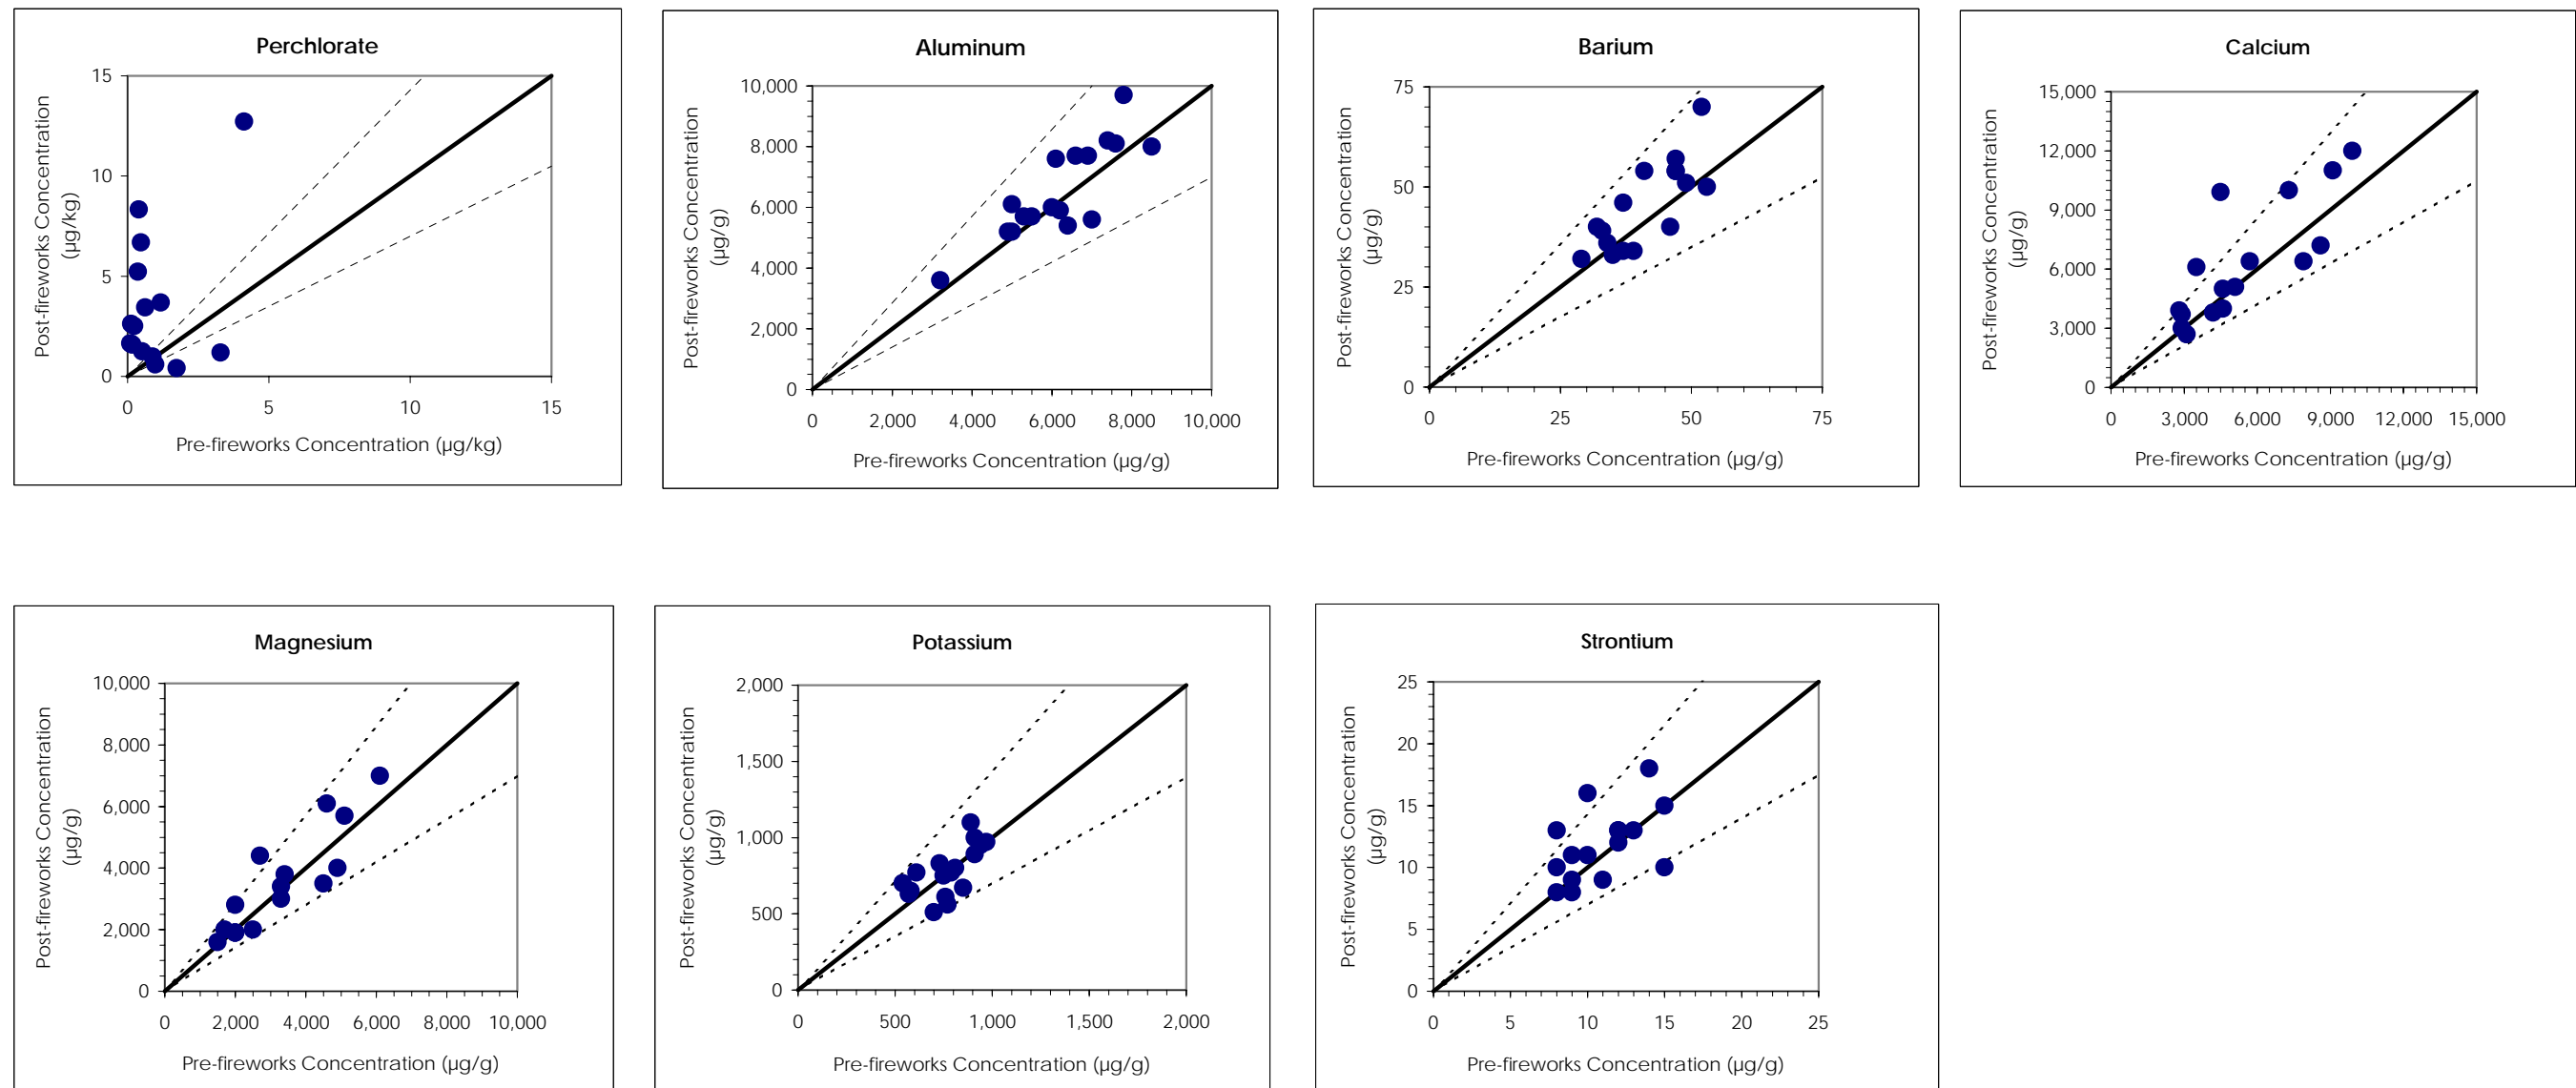 Perchlorate
15
10
5
0
0 5 10 15
Post-fireworks Concentration
(µg/kg)
Pre-fireworks Concentration (µg/kg)
Aluminum
10,000
8,000
6,000
4,000
2,000
0
0 2,000 4,000 6,000 8,000 10,000
Post-fireworks Concentration
(µg/g)
Pre-fireworks Concentration (µg/g)
Barium
75
50
25
0
0 25 50 75
Post-fireworks Concentration
(µg/g)
Pre-fireworks Concentration (µg/g)
Calcium
15,000
12,000
9,000
6,000
3,000
0
0 3,000 6,000 9,000 12,000 15,000
Post-fireworks Concentration
(µg/g)
Pre-fireworks Concentration (µg/g)
Magnesium
10,000
8,000
6,000
4,000
2,000
0
0 2,000 4,000 6,000 8,000 10,000
Post-fireworks Concentration
(µg/g)
Pre-fireworks Concentration (µg/g)
Potassium
2,000
1,500
1,000
500
0
0 500 1,000 1,500 2,000
Post-fireworks Concentration
(µg/g)
Pre-fireworks Concentration (µg/g)
Strontium
25
20
15
10
5
0
0 5 10 15 20 25
Post-fireworks Concentration
(µg/g)
Pre-fireworks Concentration (µg/g)